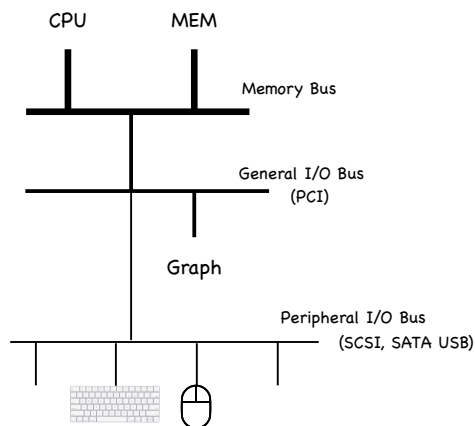 CPU
MEM
Memory Bus
General I/O Bus
(PCI)
Graph
Peripheral I/O Bus
(SCSI, SATA USB)